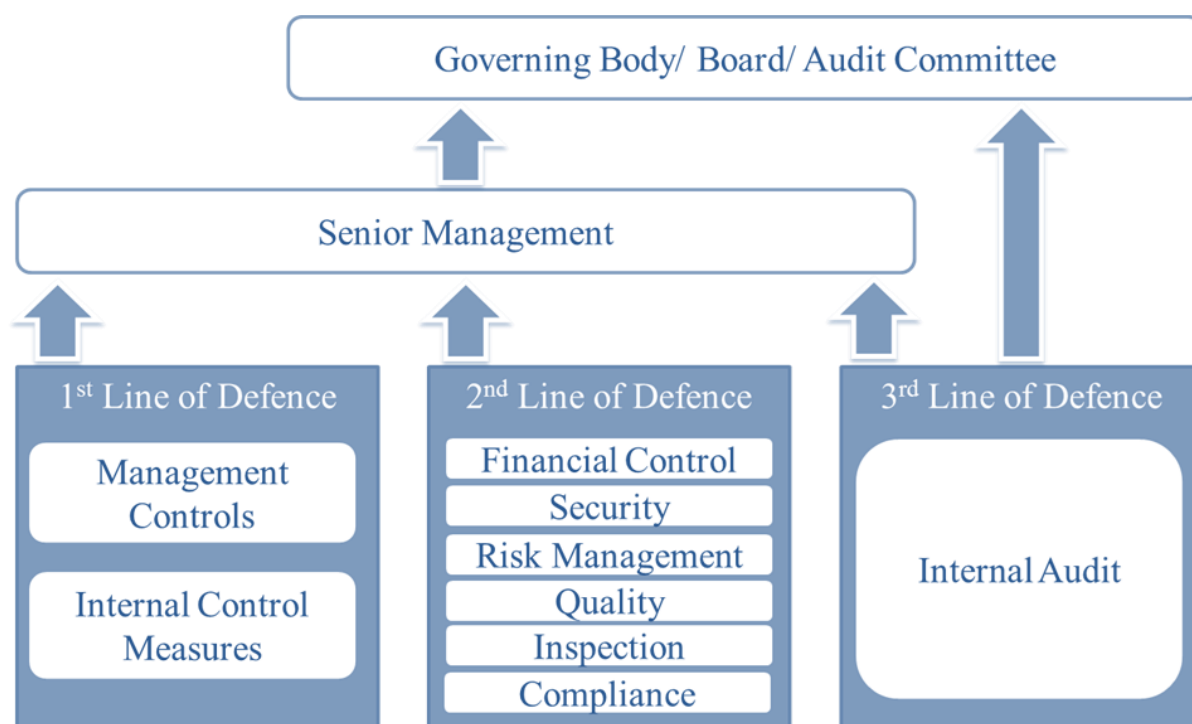 Governing Body/ Board/ Audit Committee
Senior Management
1st Line of Defence
Management
Controls
Internal Control
Measures
2nd Line of Defence
Financial Control
Security
Risk Management
Quality
Inspection
Compliance
3rd Line of Defence
Internal Audit